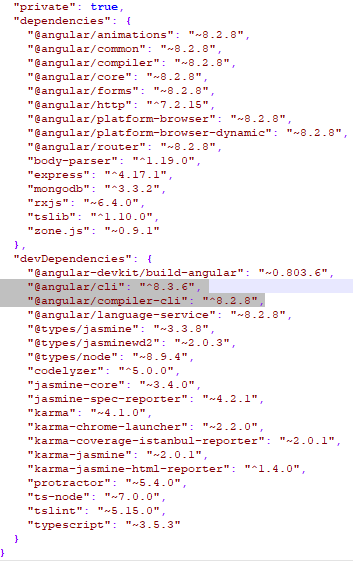 "private": true,
"dependencies": {
"@angular/animations": "~8.2.8",
"@angular/common": "~8.2.8",
"@angular/compiler": "~8.2.8",
"@angular/core": "~8.2.8",
"@angular/forms": "~8.2.8",
"@angular/http": "^7.2.15",
"@angular/platform-browser": "~8.2.8",
"@angular/platform-browser-dynamic": "~8.2.8",
"@angular/router": "~8.2.8",
"body-parser": "^1.19.0",
"express": "^4.17.1",
"mongodb": "^3.3.2",
"rxjs": "~6.4.0",
"tslib": "^1.10.0",
"zone.js": "~0.9.1"
},
"devDependencies": {
"@angular-devkit/build-angular": "~0.803.6",
"@angular/cli": "^8.3.6",
"@angular/compiler-cli": "^8.2.8",
"@angular/language-service": "~8.2.8",
"@types/jasmine": "~3.3.8",
"@types/jasminewd2": "~2.0.3",
"@types/node": "~8.9.4",
"codelyzer": "^5.0.0",
"jasmine-core": "~3.4.0",
"jasmine-spec-reporter": "~4.2.1",
"karma": "~4.1.0",
"karma-chrome-launcher": "~2.2.0",
"karma-coverage-istanbul-reporter": "~2.0.1",
"karma-jasmine": "~2.0.1",
"karma-jasmine-html-reporter": "^1.4.0",
"protractor": "~5.4.0",
"ts-node": "~7.0.0",
"tslint": "~5.15.0",
"typescript": "~3.5.3"
}
}